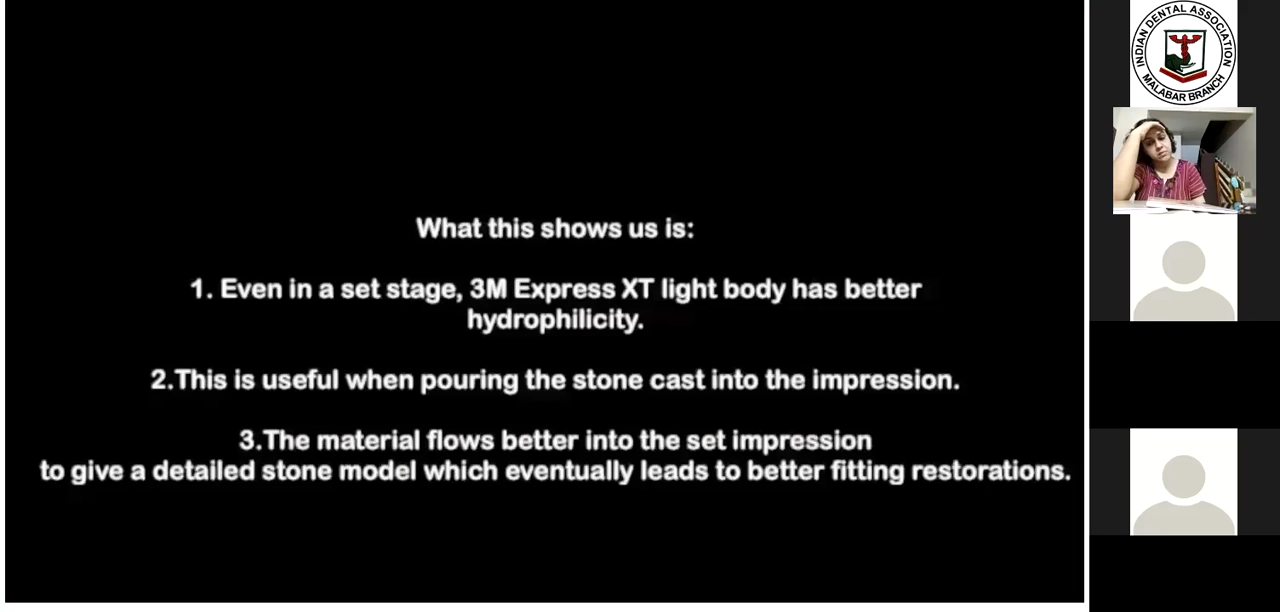 What this shows us is:
1. Even in a set stage, 3M Express XT light body has better
hydrophilicity.
2.This is useful when pouring the stone cast into the impression.
3.The material flows better into the set impression
to give a detailed stone model which eventually leads to better fitting restorations.
INDIAN DENTAL ASSOCIATION
MALABAR BRANCH